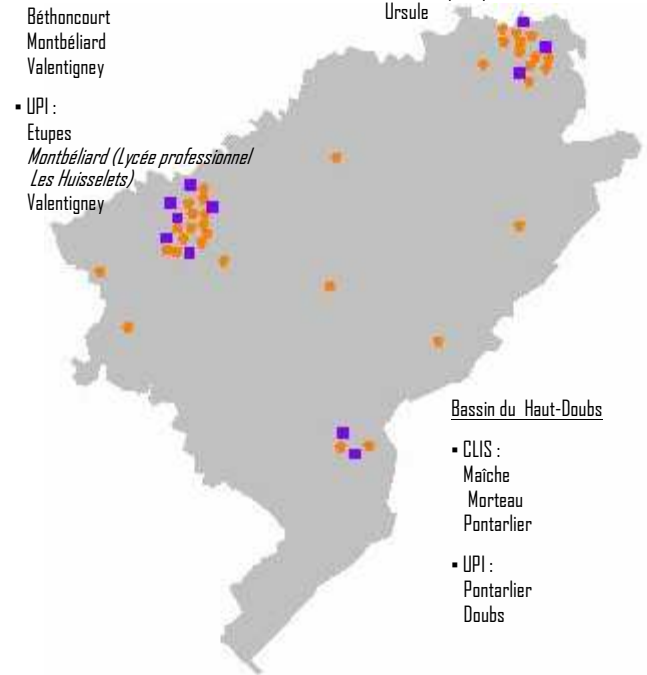 Béthoncourt
Montbéliard
Valentigney
▪ UPI :
Etupes
Montbéliard (Lycée professionnel
Les Huisselets)
Valentigney
Ursule
Bassin du Haut-Doubs
▪ CLIS :
Maîche
Morteau
Pontarlier
▪ UPI :
Pontarlier
Doubs